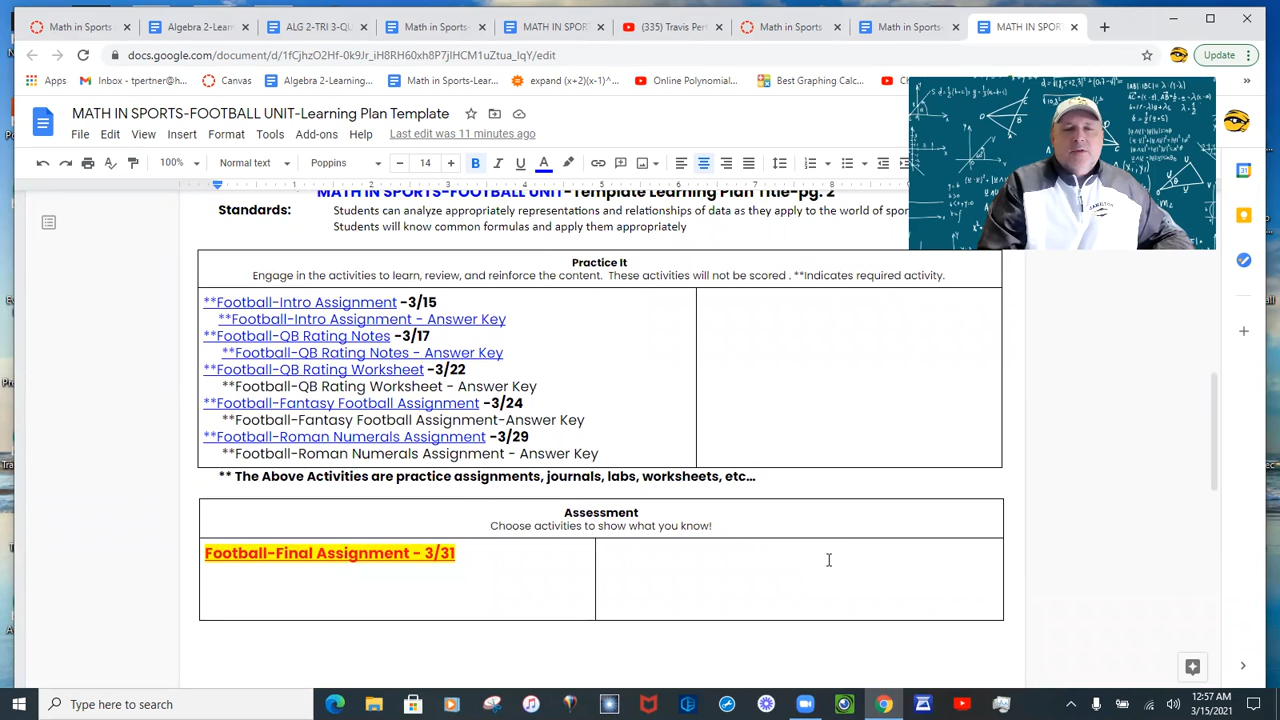 Math in Sports
Algebra 2-Learn
ALG 2-TRI 3-QU
Math in Sports-
MATH IN SPORT
(335) Travis Per
Math in Sports
Math in Sports-
MATH IN SPOR
docs.google.com/document/d/1fCjhzO2Hf-0k9Jr_iH8RH60xh8P7jlHCM1uZtua_lqY/edit
Update
Apps
Inbox - tpertner@h...
Canvas
Algebra 2-Learning...
Math in Sports-Lear...
expand (x+2)(x-1)^...
Online Polynomial...
Best Graphing Calc...
MATH IN SPORTS-FOOTBALL UNIT-Learning Plan Template
File Edit View Insert Format Tools Add-ons Help Last edit was 11 minutes ago
100% Normal text Poppins 14
MATH IN SPORTS-FOOTBALL UNIT -Template Learning Plan Title-pg. 2
Standards: Students can analyze appropriately representations and relationships of data as they apply to the world of spor
Students will know common formulas and apply them appropriately
Practice It
Engage in the activities to learn, review, and reinforce the content. These activities will not be scored . **Indicates required activity.
**Football-Intro Assignment -3/15
**Football-Intro Assignment - Answer Key
**Football-QB Rating Notes -3/17
**Football-QB Rating Notes - Answer Key
**Football-QB Rating Worksheet -3/22
**Football-QB Rating Worksheet - Answer Key
**Football-Fantasy Football Assignment -3/24
**Football-Fantasy Football Assignment-Answer Key
**Football-Roman Numerals Assignment -3/29
**Football-Roman Numerals Assignment - Answer Key
** The Above Activities are practice assignments, journals, labs, worksheets, etc...
Assessment
Choose activities to show what you know!
Football-Final Assignment - 3/31
Type here to search
12:57 AM
3/15/2021